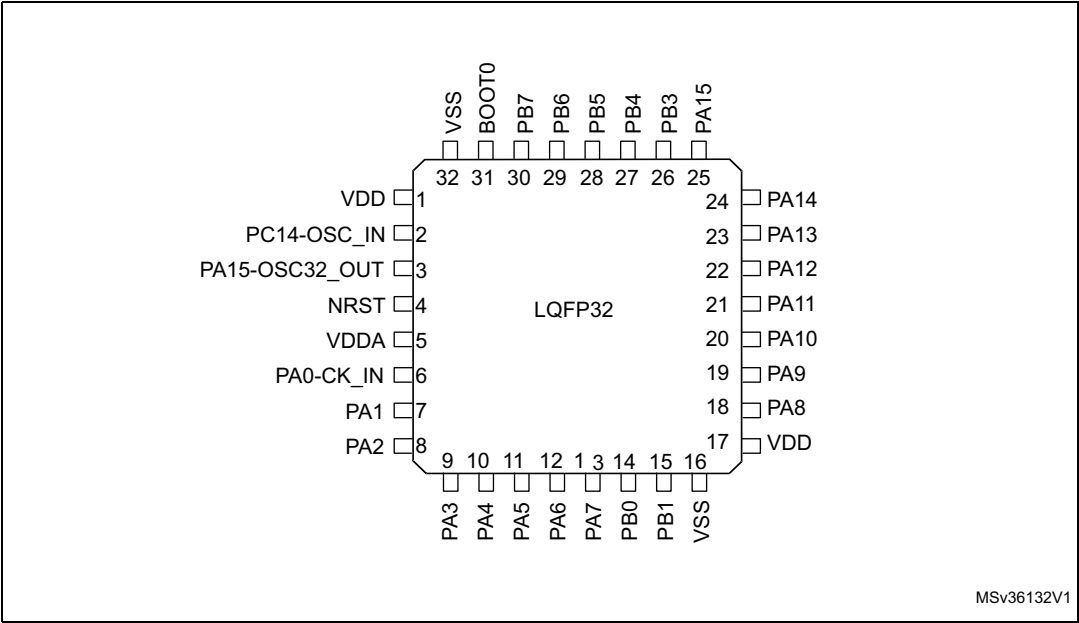 VSS
BOOT0
PB7
PB6
PB5
PB4
PB3
PA15
32 31 30 29 28 27 26 25
VDD 1
24 PA14
PC14-OSC_IN 2
23 PA13
PA15-OSC32_OUT 3
22 PA12
NRST 4
LQFP32
21 PA11
VDDA 5
20 PA10
PA0-CK_IN 6
19 PA9
PA1 7
18 PA8
PA2 8
17 VDD
9 10 11 12 1 3 14 15 16
PA3
PA4
PA5
PA6
PA7
PB0
PB1
VSS
MSv36132V1